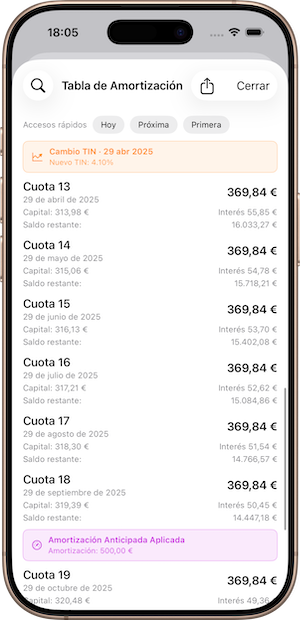 18:05
Tabla de Amortización
Cerrar
Accesos rápidos
Hoy
Próxima
Primera
Cambio TIN · 29 abr 2025
Nuevo TIN: 4.10%
Cuota 13
369,84 €
29 de abril de 2025
Capital: 313,98 €
Interés 55,85 €
Saldo restante:
16.033,27 €
Cuota 14
369,84 €
29 de mayo de 2025
Capital: 315,06 €
Interés 54,78 €
Saldo restante:
15.718,21 €
Cuota 15
369,84 €
29 de junio de 2025
Capital: 316,13 €
Interés 53,70 €
Saldo restante:
15.402,08 €
Cuota 16
369,84 €
29 de julio de 2025
Capital: 317,21 €
Interés 52,62 €
Saldo restante:
15.084,86 €
Cuota 17
369,84 €
29 de agosto de 2025
Capital: 318,30 €
Interés 51,54 €
Saldo restante:
14.766,57 €
Cuota 18
369,84 €
29 de septiembre de 2025
Capital: 319,39 €
Interés 50,45 €
Saldo restante:
14.447,18 €
Amortización Anticipada Aplicada
Amortización: 500,00 €
Cuota 19
369,84 €
29 de octubre de 2025
Capital: 320,48 €
Interés 49,36 €